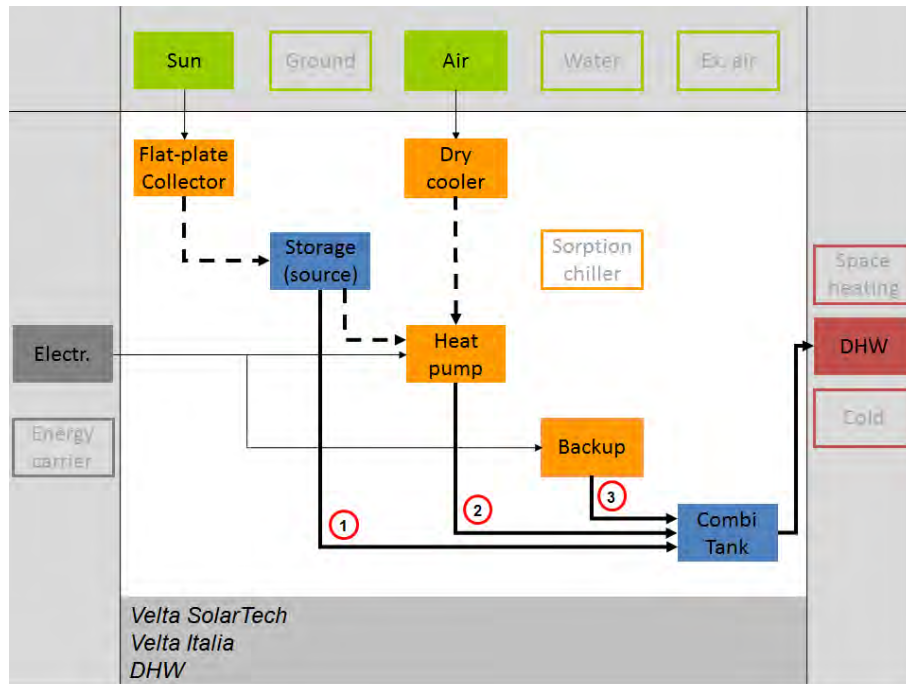 Sun
Ground
Air
Water
Ex. air
Flat-plate
Collector
Dry
cooler
Storage
(source)
Sorption
chiller
Space
heating
Electr.
Heat
pump
DHW
Energy
carrier
Backup
Cold
1
2
3
Combi
Tank
Velta SolarTech
Velta Italia
DHW